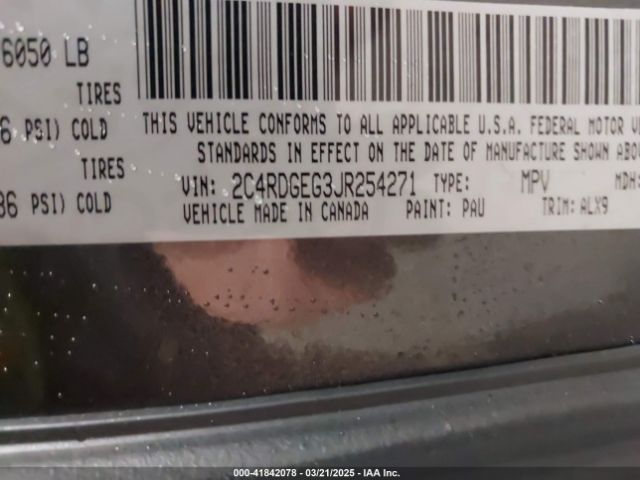 6050 LB
TIRES
6 PSI) COLD
THIS VEHICLE CONFORMS TO ALL APPLICABLE U.S.A. FEDERAL MOTOR
STANDARDS IN EFFECT ON THE DATE OF MANUFACTURE SHOWN
TIRES
VIN: 2C4RDGEG3JR254271 TYPE: MPV MDH:
36 PSI) COLD
VEHICLE MADE IN CANADA PAINT: PAU TRIM: ALX9
000-41842078 - 03/21/2025 - IAA Inc.